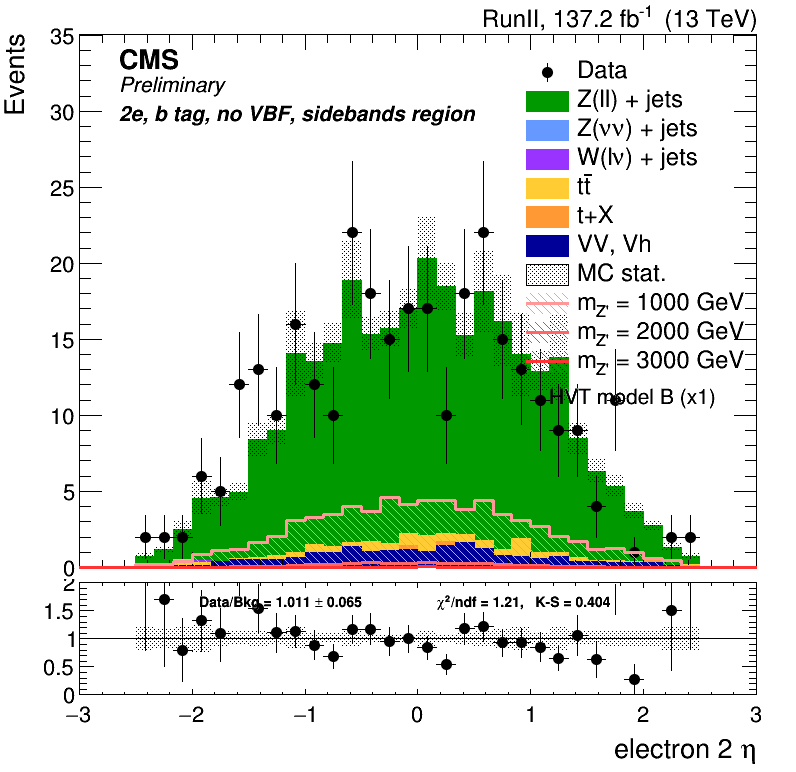 RunII, 137.2 fb⁻¹ (13 TeV)
Events
CMS
Preliminary
2e, b tag, no VBF, sidebands region
Data
Z(ll) + jets
Z(νν) + jets
W(lν) + jets
tt̄
t+X
VV, Vh
MC stat.
m_Z' = 1000 GeV
m_Z' = 2000 GeV
m_Z' = 3000 GeV
HVT model B (x1)
35
30
25
20
15
10
5
0
Data/Bkg = 1.011 ± 0.065 χ²/ndf = 1.21, K-S = 0.404
2
1.5
1
0.5
0
−3 −2 −1 0 1 2 3
electron 2 η